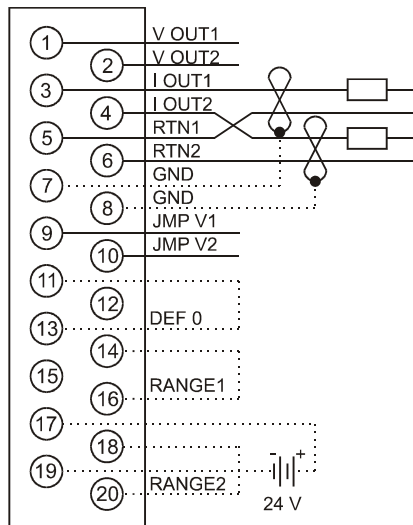 1 V OUT1
2 V OUT2
3 I OUT1
4 I OUT2
5 RTN1
6 RTN2
7 GND
8 GND
9 JMP V1
10 JMP V2
11
12
13 DEF 0
14
15
16 RANGE1
17
18
19 - +
20 RANGE2
24 V